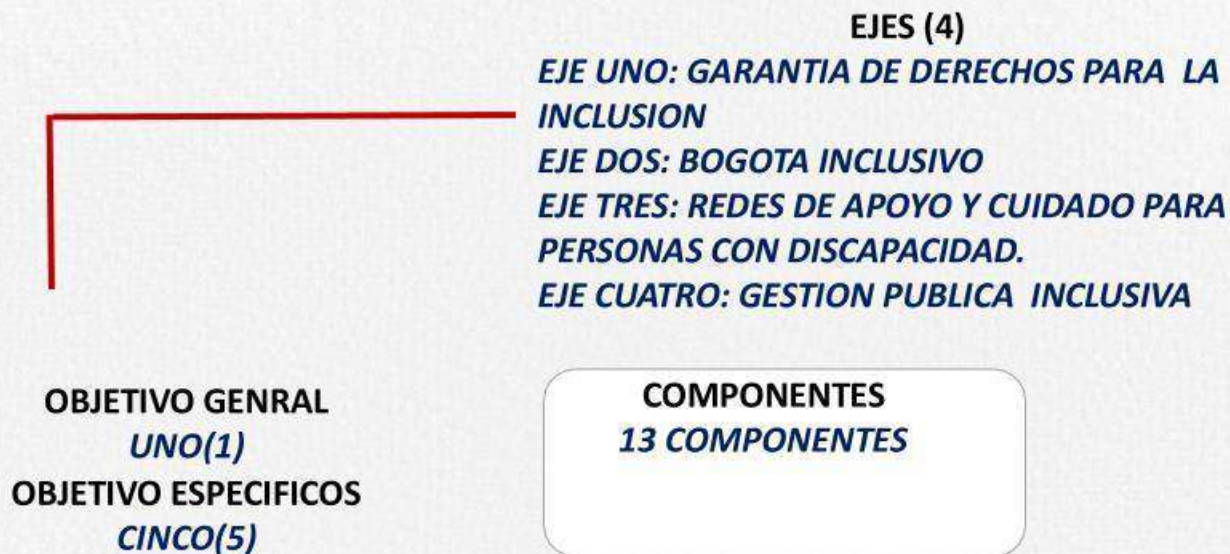 EJES (4)
EJE UNO: GARANTIA DE DERECHOS PARA LA
INCLUSION
EJE DOS: BOGOTA INCLUSIVO
EJE TRES: REDES DE APOYO Y CUIDADO PARA
PERSONAS CON DISCAPACIDAD.
EJE CUATRO: GESTION PUBLICA INCLUSIVA
OBJETIVO GENRAL
UNO(1)
OBJETIVO ESPECIFICOS
CINCO(5)
COMPONENTES
13 COMPONENTES